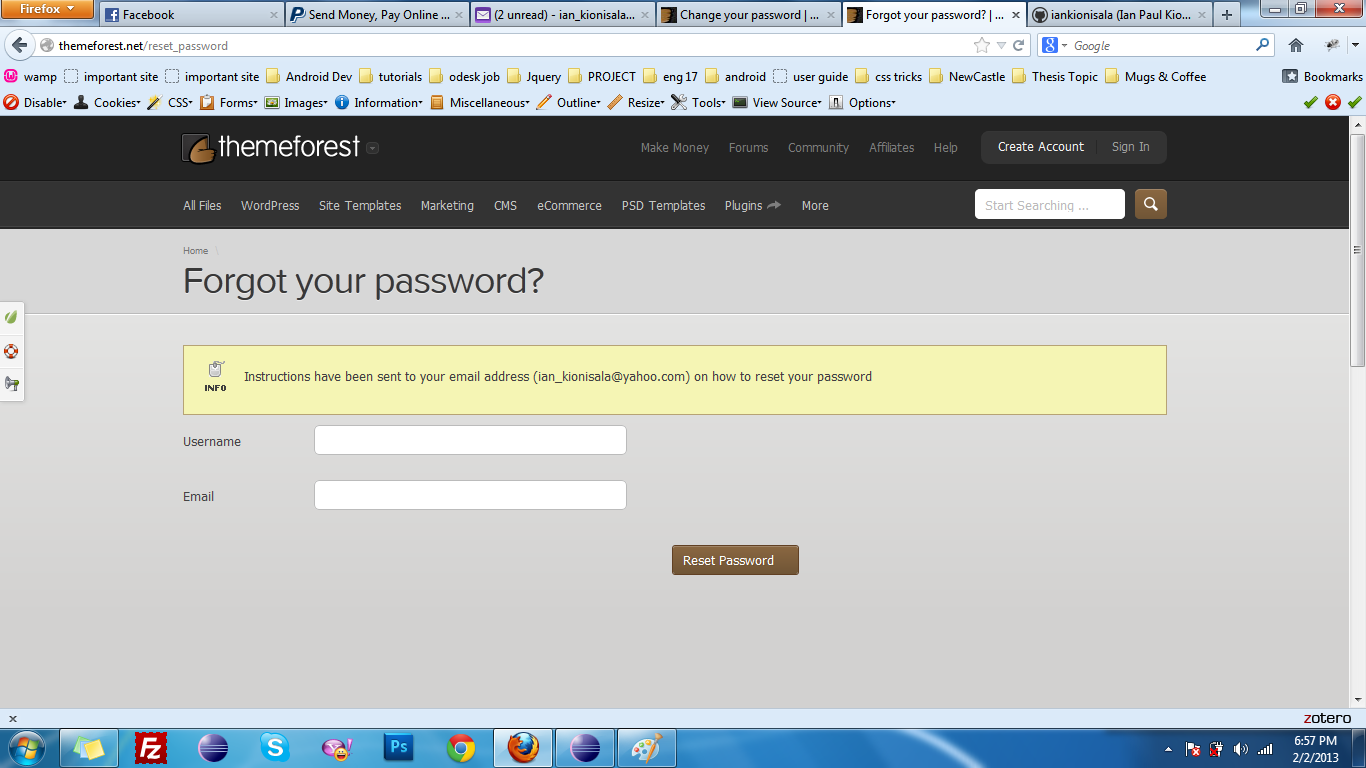 Firefox
Facebook
Send Money, Pay Online ...
(2 unread) - ian_kionisala...
Change your password | ...
Forgot your password? | ...
iankionisala (Ian Paul Kio...
themeforest.net/reset_password
Google
wamp
important site
important site
Android Dev
tutorials
odesk job
Jquery
PROJECT
eng 17
android
user guide
css tricks
NewCastle
Thesis Topic
Mugs & Coffee
Bookmarks
Disable
Cookies
CSS
Forms
Images
Information
Miscellaneous
Outline
Resize
Tools
View Source
Options
themeforest
Make Money
Forums
Community
Affiliates
Help
Create Account
Sign In
All Files
WordPress
Site Templates
Marketing
CMS
eCommerce
PSD Templates
Plugins
More
Start Searching ...
Home \
Forgot your password?
INFO
Instructions have been sent to your email address (ian_kionisala@yahoo.com) on how to reset your password
Username
Email
Reset Password
zotero
Fz
Ps
6:57 PM
2/2/2013